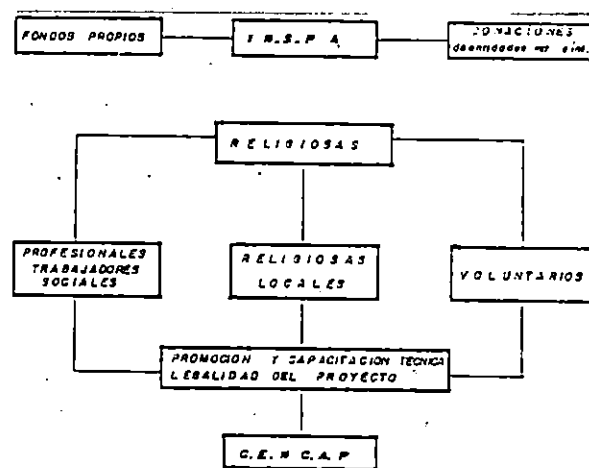 FONDOS PROPIOS
I N.S.P A
DONACIONES
RELIGIOSAS
PROFESIONALES
TRABAJADORES
SOCIALES
RELIGIOSAS
LOCALES
VOLUNTARIOS
PROMOCION Y CAPACITACION TECNICA
LEGALIDAD DEL PROYECTO
C.E.N C.A.P